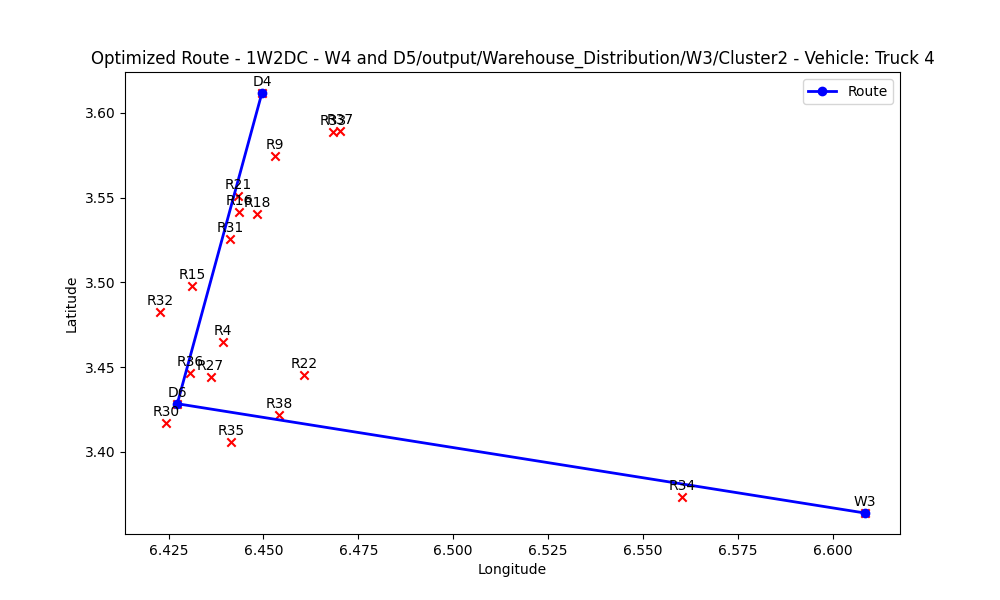 Optimized Route - 1W2DC - W4 and D5/output/Warehouse_Distribution/W3/Cluster2 - Vehicle: Truck 4
D4
Route
3.60
R33
R37
R9
3.55
R21
R16
R18
R31
3.50
R15
R32
Latitude
R4
3.45
R36
R27
R22
D6
R30
R38
R35
3.40
R34
W3
6.425
6.450
6.475
6.500
6.525
6.550
6.575
6.600
Longitude